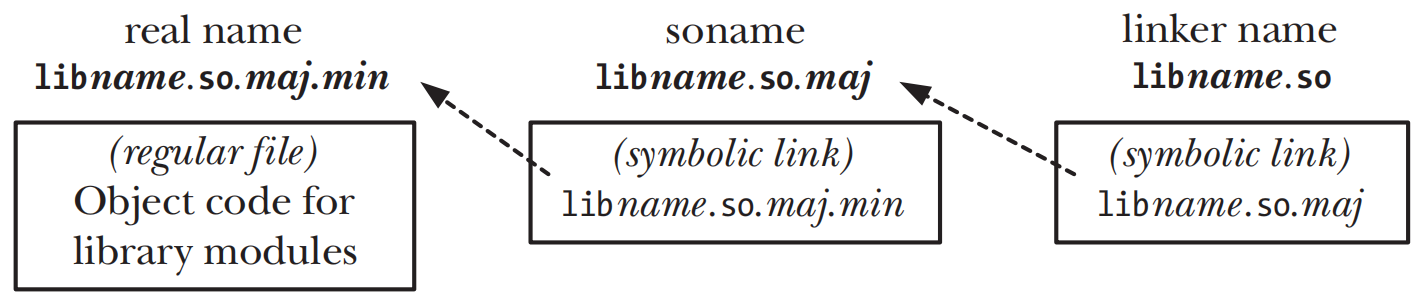 real name
libname.so.maj.min
(regular file)
Object code for
library modules
soname
libname.so.maj
(symbolic link)
libname.so.maj.min
linker name
libname.so
(symbolic link)
libname.so.maj